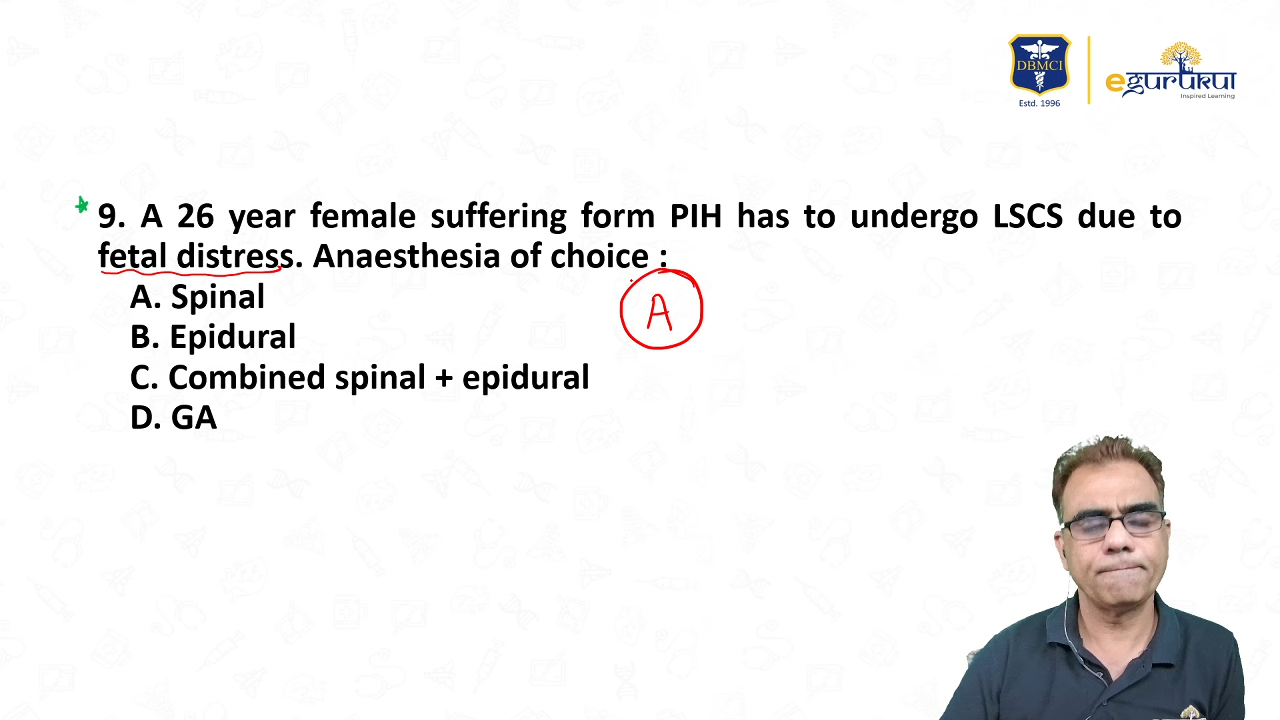 DBMCI
Estd. 1996
egurukul
Inspired Learning
9. A 26 year female suffering form PIH has to undergo LSCS due to
fetal distress. Anaesthesia of choice :
A. Spinal
B. Epidural
C. Combined spinal + epidural
D. GA
A